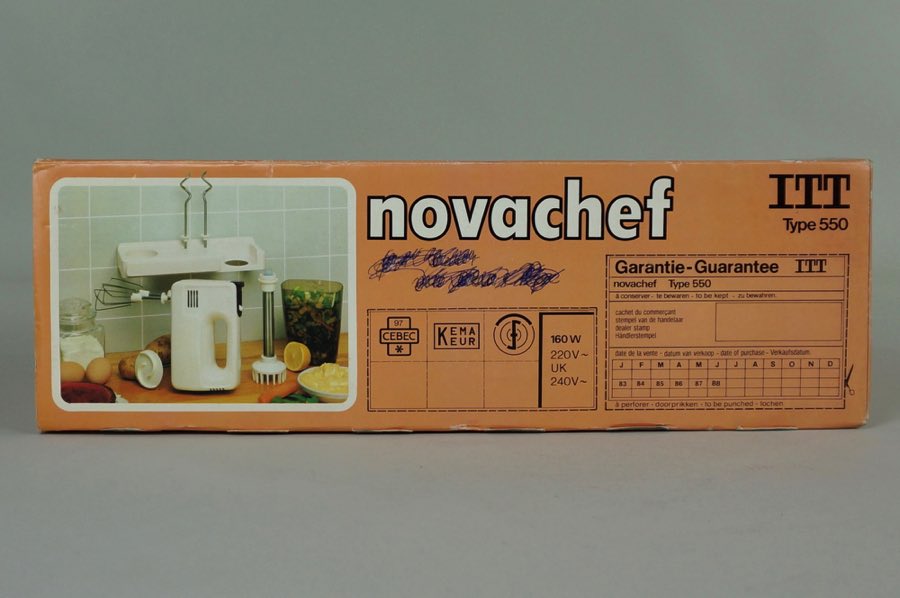 novachef
ITT
Type 550
97
CEBEC
KEMA
KEUR
160 W
220 V~
UK
240 V~
Garantie - Guarantee ITT
novachef Type 550
à conserver - te bewaren - to be kept - zu bewahren.
cachet du commerçant
stempel van de handelaar
dealer stamp
Händlerstempel
date de la vente - datum van verkoop - date of purchase - Verkaufsdatum.
J F M A M J J A S O N D
83 84 85 86 87 88
à perforer - doorprikken - to be punched - lochen